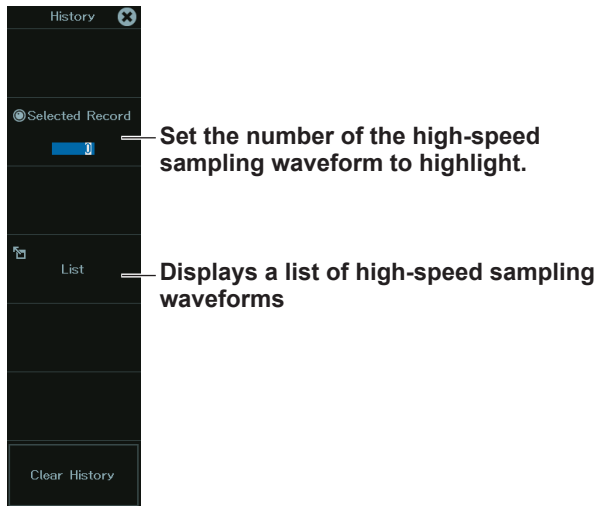 History
Selected Record
0
Set the number of the high-speed
sampling waveform to highlight.
List
Displays a list of high-speed sampling
waveforms
Clear History